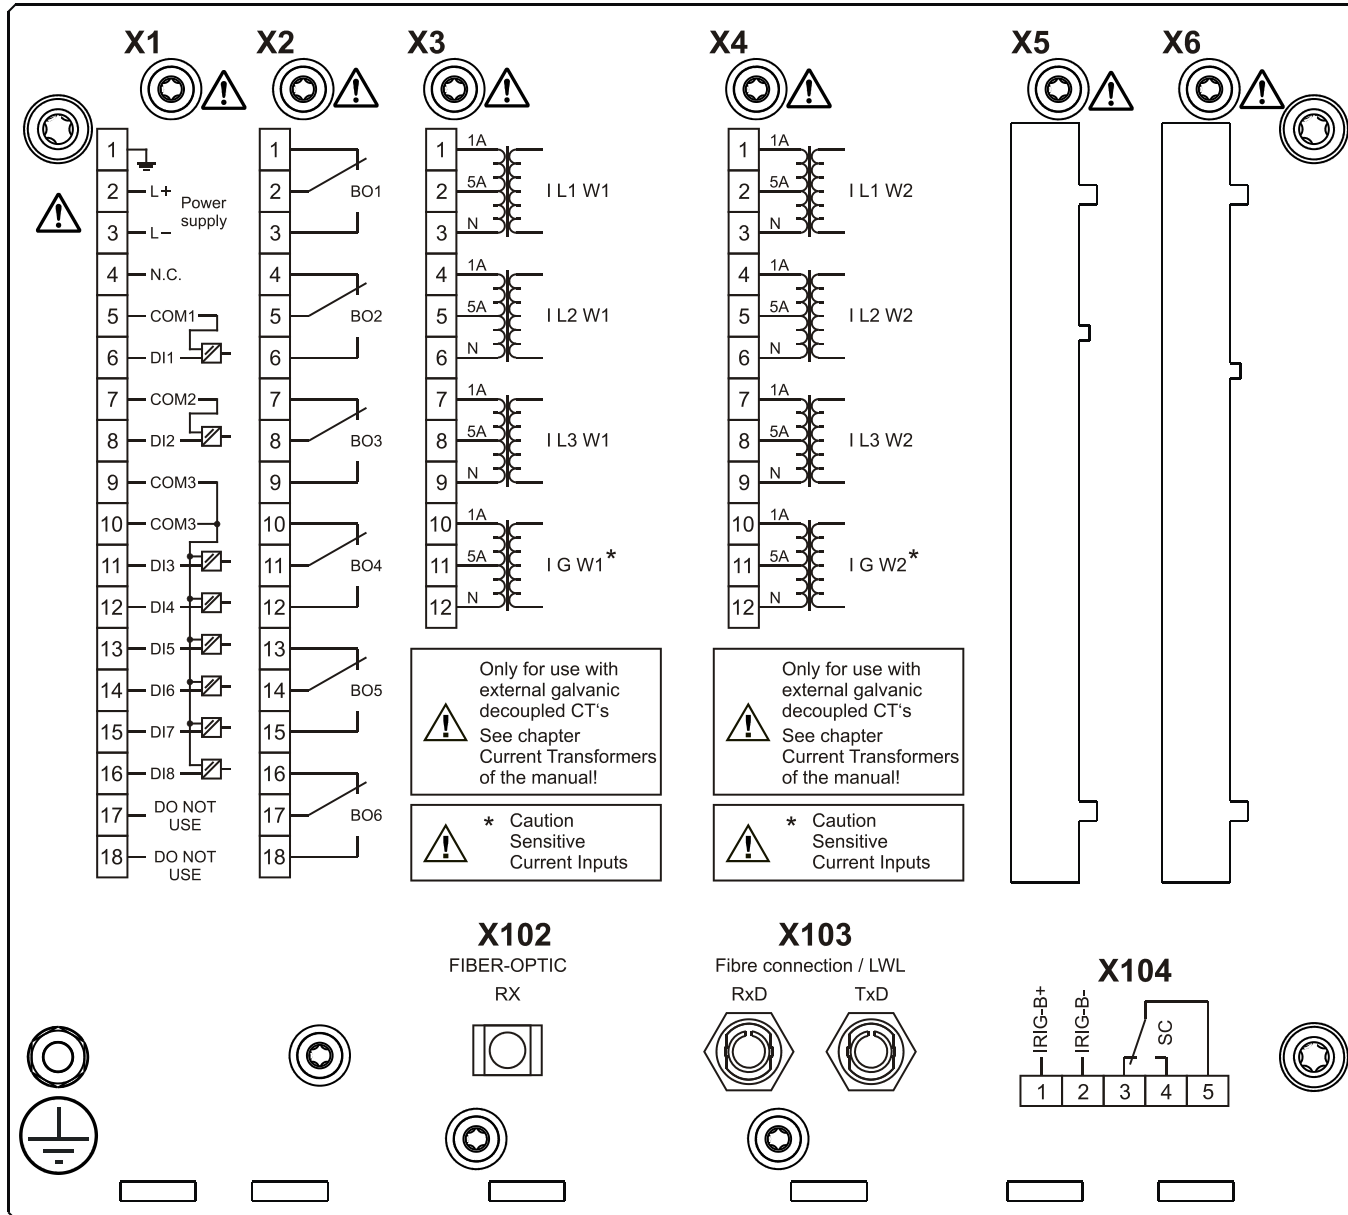 X1
1
2 L+
Power
supply
3 L-
4 N.C.
5 COM1
6 DI1
7 COM2
8 DI2
9 COM3
10 COM3
11 DI3
12 DI4
13 DI5
14 DI6
15 DI7
16 DI8
17 DO NOT
USE
18 DO NOT
USE
X2
1
2 BO1
3
4
5 BO2
6
7
8 BO3
9
10
11 BO4
12
13
14 BO5
15
16
17 BO6
18
X3
1 1A
2 5A I L1 W1
3 N
4 1A
5 5A I L2 W1
6 N
7 1A
8 5A I L3 W1
9 N
10 1A
11 5A I G W1*
12 N
Only for use with
external galvanic
decoupled CT‘s
See chapter
Current Transformers
of the manual!
* Caution
Sensitive
Current Inputs
X4
1 1A
2 5A I L1 W2
3 N
4 1A
5 5A I L2 W2
6 N
7 1A
8 5A I L3 W2
9 N
10 1A
11 5A I G W2*
12 N
Only for use with
external galvanic
decoupled CT‘s
See chapter
Current Transformers
of the manual!
* Caution
Sensitive
Current Inputs
X5
X6
X102
FIBER-OPTIC
RX
X103
Fibre connection / LWL
RxD TxD
X104
IRIG-B+
IRIG-B-
SC
1 2 3 4 5